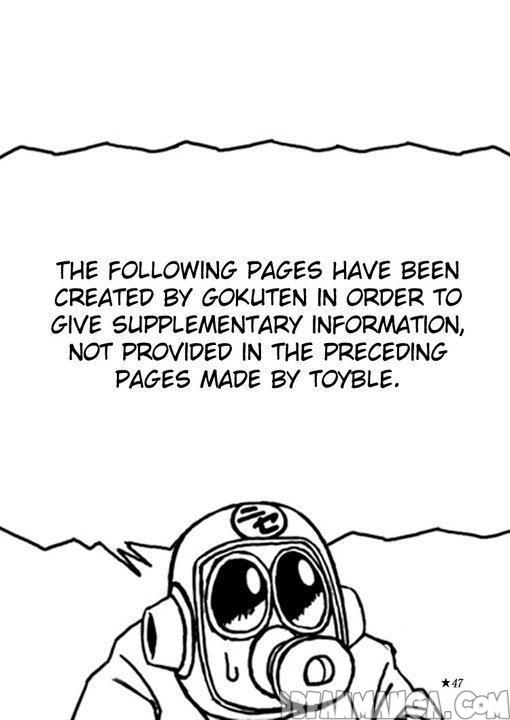 THE FOLLOWING PAGES HAVE BEEN
CREATED BY GOKUTEN IN ORDER TO
GIVE SUPPLEMENTARY INFORMATION,
NOT PROVIDED IN THE PRECEDING
PAGES MADE BY TOYBLE.
ニセ
★47
DBFANMANGA.COM